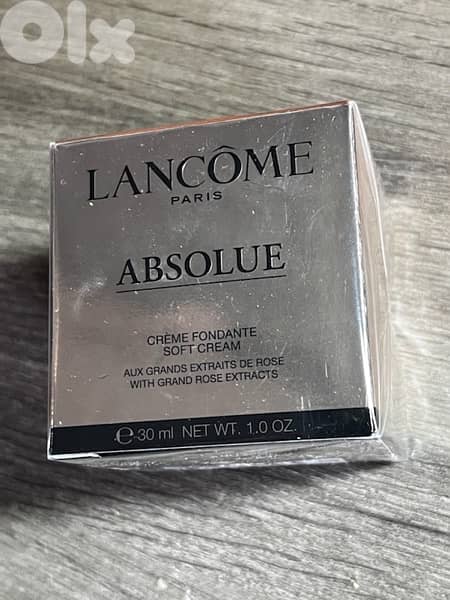 Olx
LANCÔME
PARIS
ABSOLUE
CRÈME FONDANTE
SOFT CREAM
AUX GRANDS EXTRAITS DE ROSE
WITH GRAND ROSE EXTRACTS
℮ 30 ml NET WT. 1.0 OZ.